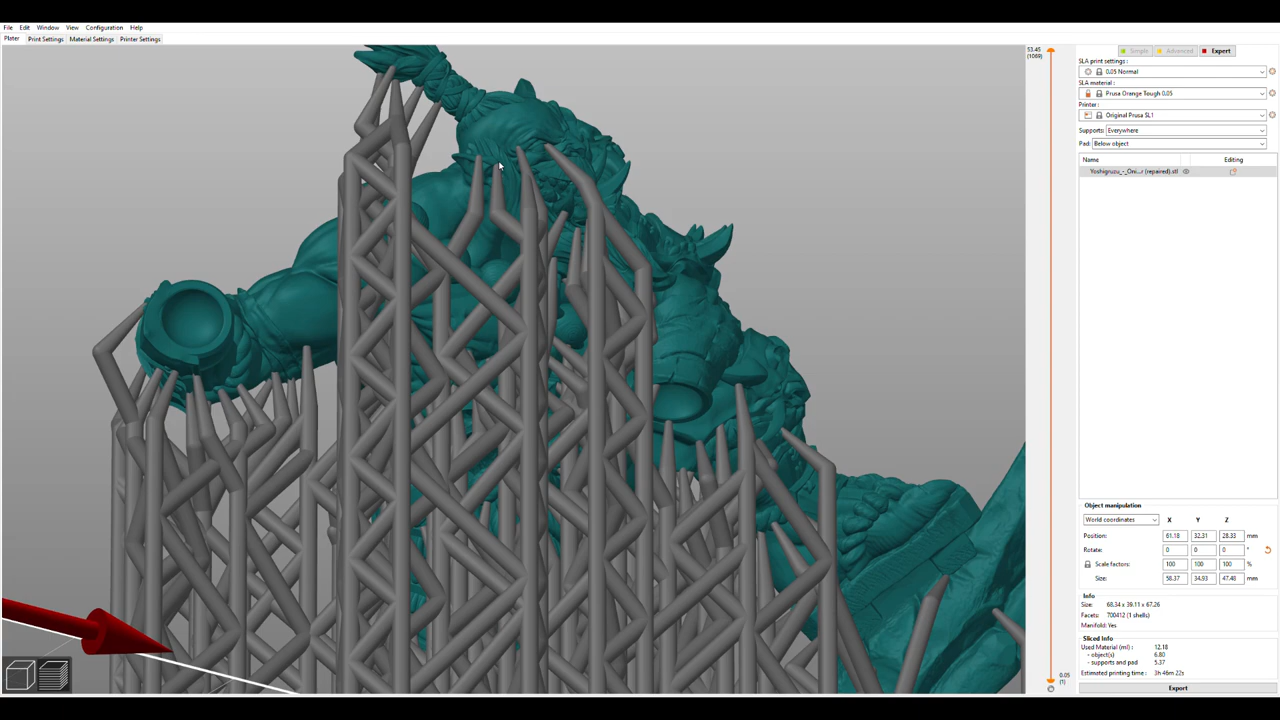 File Edit Window View Configuration Help
Plater Print Settings Material Settings Printer Settings
53.45
(1069)
Simple Advanced Expert
SLA print settings :
0.05 Normal
SLA material :
Prusa Orange Tough 0.05
Printer :
Original Prusa SL1
Supports: Everywhere
Pad: Below object
Name Editing
Yoshigruzu_-_Oni...r (repaired).stl
Object manipulation
World coordinates X Y Z
Position: 61.18 32.31 28.33 mm
Rotate: 0 0 0 °
Scale factors: 100 100 100 %
Size: 58.37 34.93 47.48 mm
Info
Size: 68.34 x 39.11 x 67.26
Facets: 700412 (1 shells)
Manifold: Yes
Sliced Info
Used Material (ml) : 12.18
- object(s) 6.80
- supports and pad 5.37
Estimated printing time : 3h 46m 22s
0.05
(1)
Export